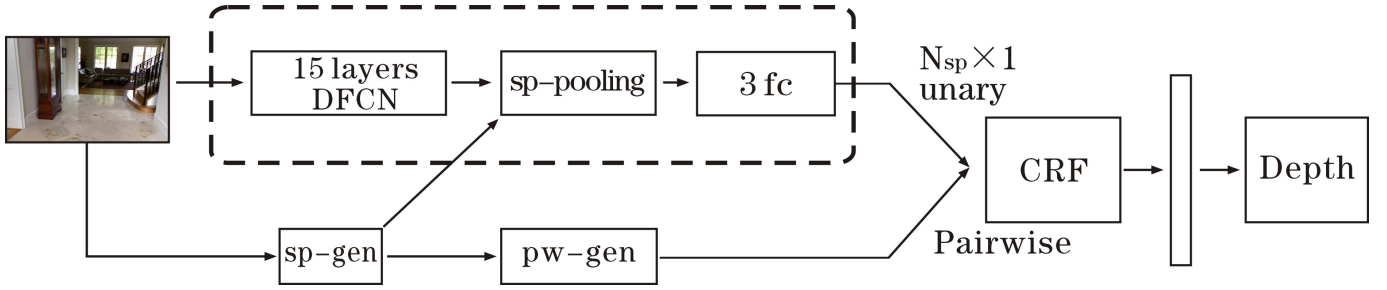 15 layers
DFCN
sp-pooling
3 fc
Nsp×1
unary
CRF
Depth
sp-gen
pw-gen
Pairwise